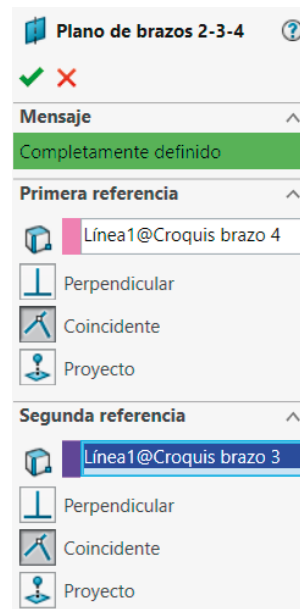 Plano de brazos 2-3-4
Mensaje
Completamente definido
Primera referencia
Línea1@Croquis brazo 4
Perpendicular
Coincidente
Proyecto
Segunda referencia
Línea1@Croquis brazo 3
Perpendicular
Coincidente
Proyecto